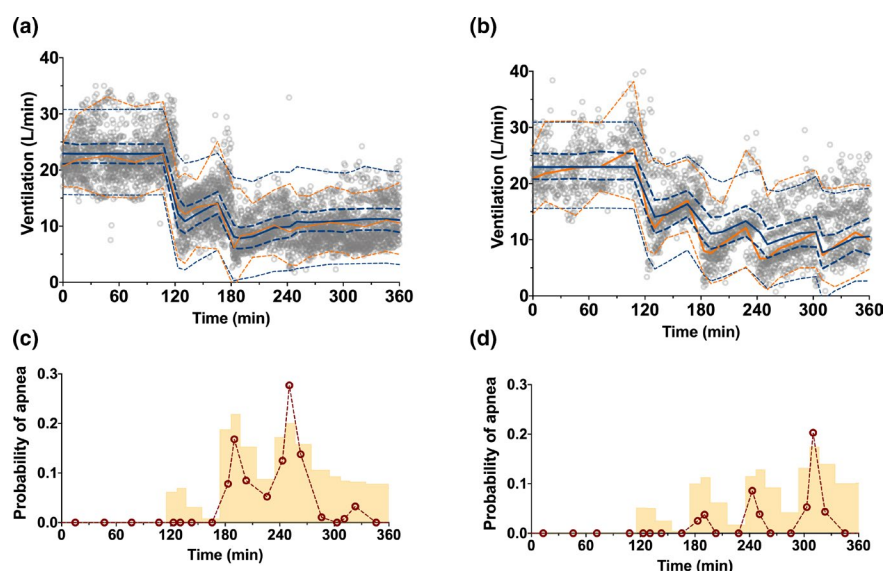 (a)
Ventilation (L/min)
40
30
20
10
0
0 60 120 180 240 300 360
Time (min)
(b)
Ventilation (L/min)
40
30
20
10
0
0 60 120 180 240 300 360
Time (min)
(c)
Probability of apnea
0.3
0.2
0.1
0.0
0 60 120 180 240 300 360
Time (min)
(d)
Probability of apnea
0.3
0.2
0.1
0.0
0 60 120 180 240 300 360
Time (min)